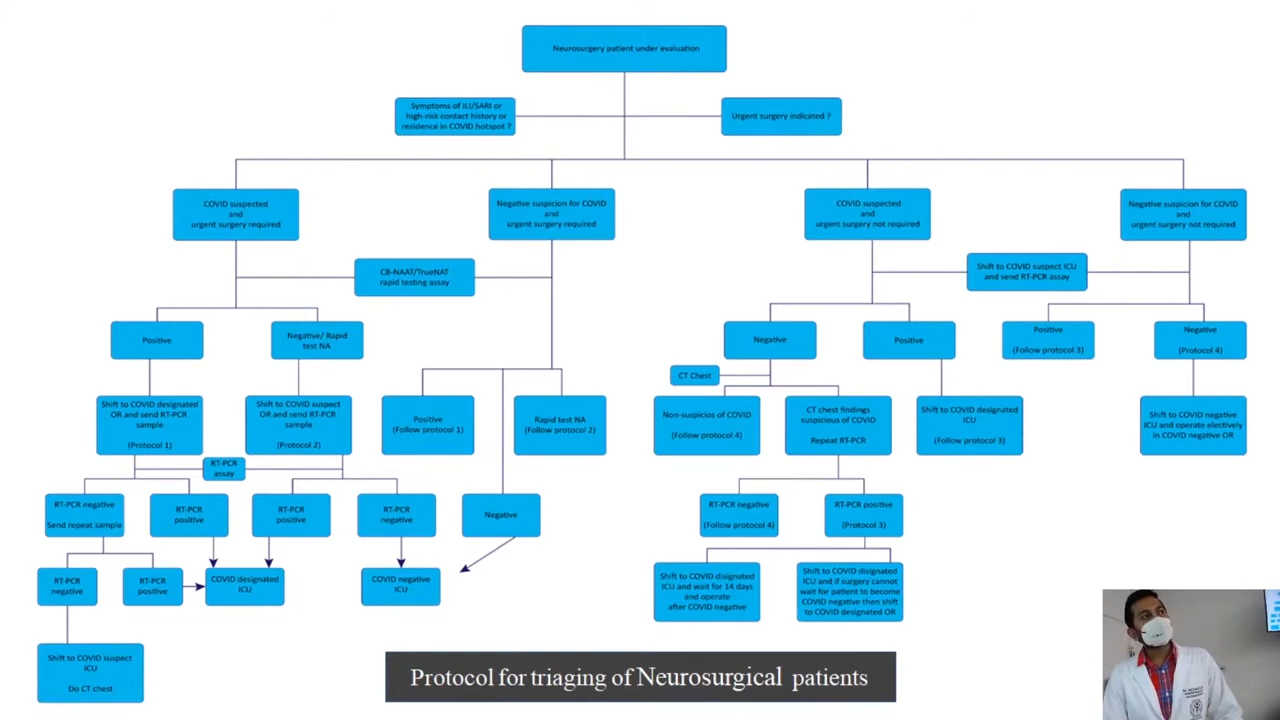 Neurosurgery patient under evaluation
Symptoms of ILI/SARI or
high-risk contact history or
residence in COVID hotspot ?
Urgent surgery indicated ?
COVID suspected
and
urgent surgery required
Negative suspicion for COVID
and
urgent surgery required
COVID suspected
and
urgent surgery not required
Negative suspicion for COVID
and
urgent surgery not required
CB-NAAT/TrueNAT
rapid testing assay
Shift to COVID suspect ICU
and send RT-PCR assay
Positive
Negative/ Rapid
test NA
Negative
Positive
Positive
(Follow protocol 3)
Negative
(Protocol 4)
CT Chest
Shift to COVID designated
OR and send RT-PCR
sample
(Protocol 1)
Shift to COVID suspect
OR and send RT-PCR
sample
(Protocol 2)
Positive
(Follow protocol 1)
Rapid test NA
(Follow protocol 2)
Non-suspicios of COVID
(Follow protocol 4)
CT chest findings
suspicious of COVID
Repeat RT-PCR
Shift to COVID designated
ICU
(Follow protocol 3)
Shift to COVID negative
ICU and operate electively
in COVID negative OR
RT-PCR
assay
RT-PCR negative
Send repeat sample
RT-PCR
positive
RT-PCR
positive
RT-PCR
negative
Negative
RT-PCR negative
(Follow protocol 4)
RT-PCR positive
(Protocol 3)
RT-PCR
negative
RT-PCR
positive
COVID designated
ICU
COVID negative
ICU
Shift to COVID disignated
ICU and wait for 14 days
and operate
after COVID negative
Shift to COVID disignated
ICU and if surgery cannot
wait for patient to become
COVID negative then shift
to COVID designated OR
Shift to COVID suspect
ICU
Do CT chest
Protocol for triaging of Neurosurgical patients